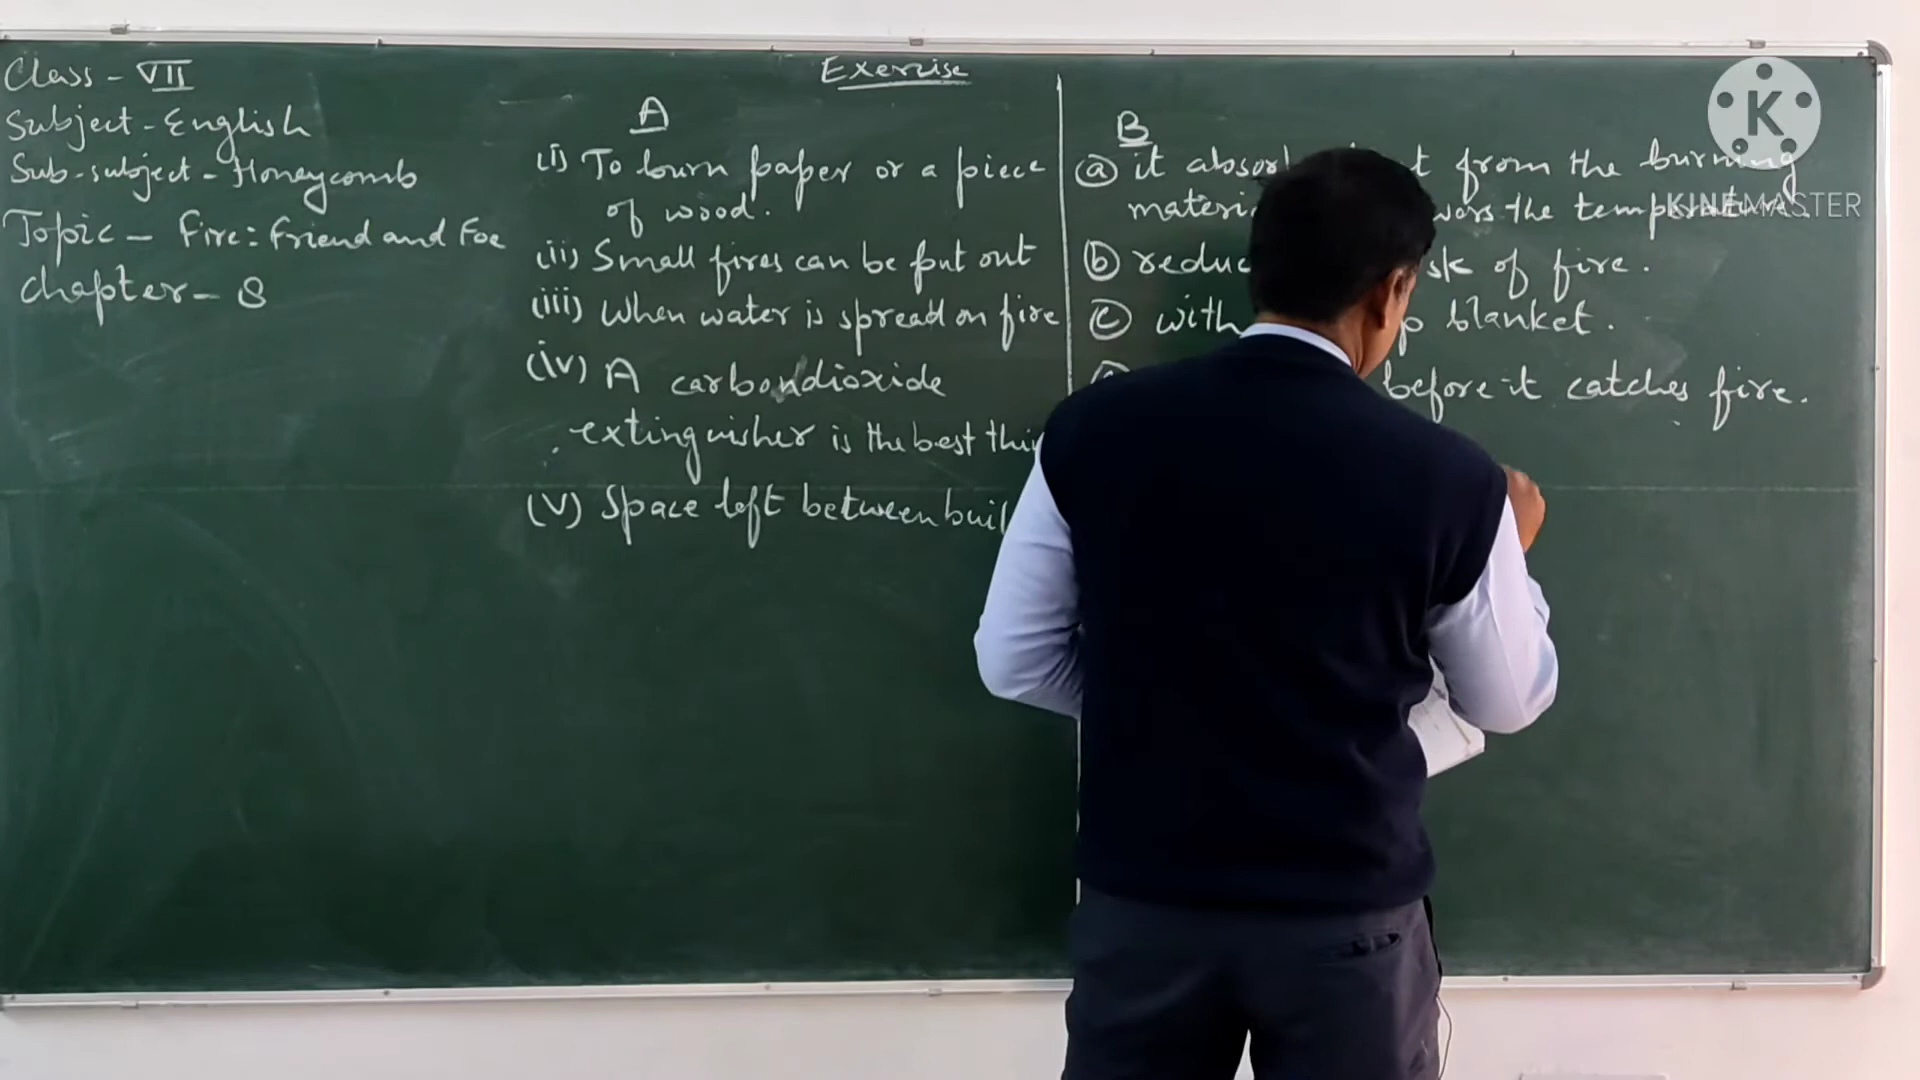 Class - VII
Subject - English
Sub-subject - Honeycomb
Topic - Fire: Friend and Foe
Chapter - 8
Exercise
A
(i) To burn paper or a piece
of wood.
(ii) Small fires can be put out
(iii) When water is spread on fire
(iv) A carbondioxide
extinguisher is the best
(v) Space left between
B
(a) it from the burning
the temperature.
(b) of fire.
(c) with blanket.
before it catches fire.
K
KINEMASTER